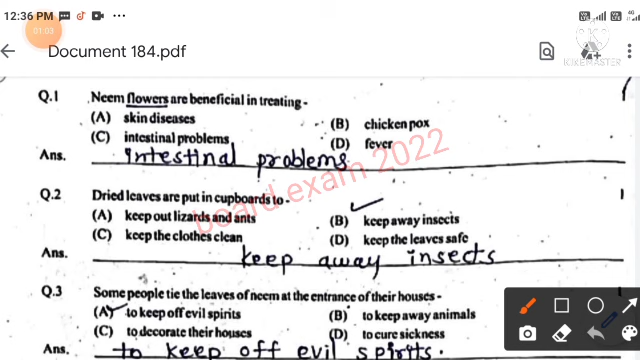 12:36 PM
4G
01:03
Document 184.pdf
KINEMASTER
Q.1 Neem flowers are beneficial in treating - 1
(A) skin diseases (B) chicken pox
(C) intestinal problems (D) fever
Ans. intestinal problems
board exam 2022
Q.2 Dried leaves are put in cupboards to - 1
(A) keep out lizards and ants (B) keep away insects
(C) keep the clothes clean (D) keep the leaves safe
Ans. keep away insects
Q.3 Some people tie the leaves of neem at the entrance of their houses -
(A) to keep off evil spirits (B) to keep away animals
(C) to decorate their houses (D) to cure sickness
Ans. to keep off evil spirits.